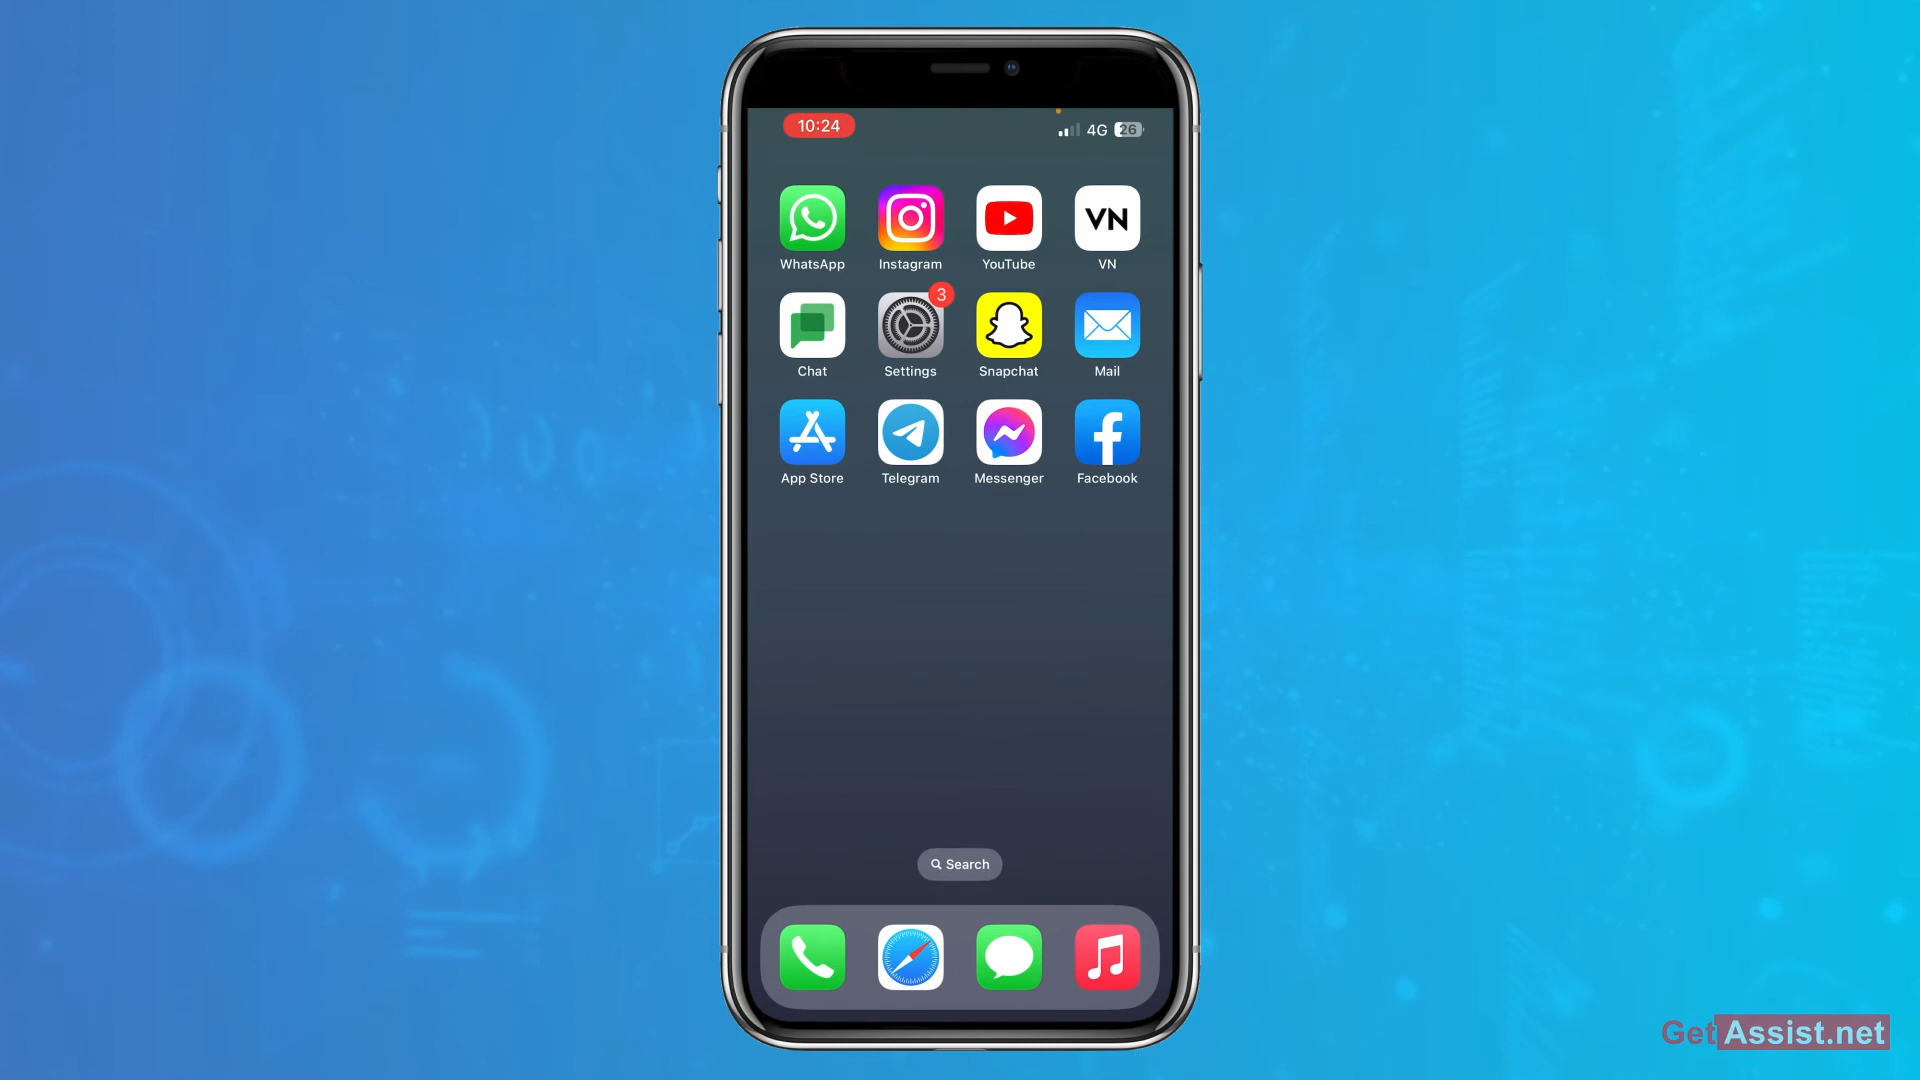 10:24 4G 26
WhatsApp Instagram YouTube VN VN
3
Chat Settings Snapchat Mail
App Store Telegram Messenger Facebook
Search
GetAssist.net